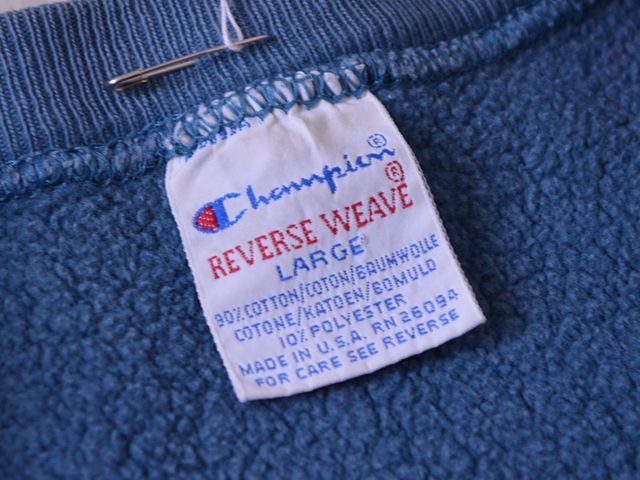 Champion®
REVERSE WEAVE®
LARGE
90% COTTON/COTON/BAUMWOLLE
COTONE/KATOEN/BOMULD
10% POLYESTER
MADE IN U.S.A. RN 26094
FOR CARE SEE REVERSE